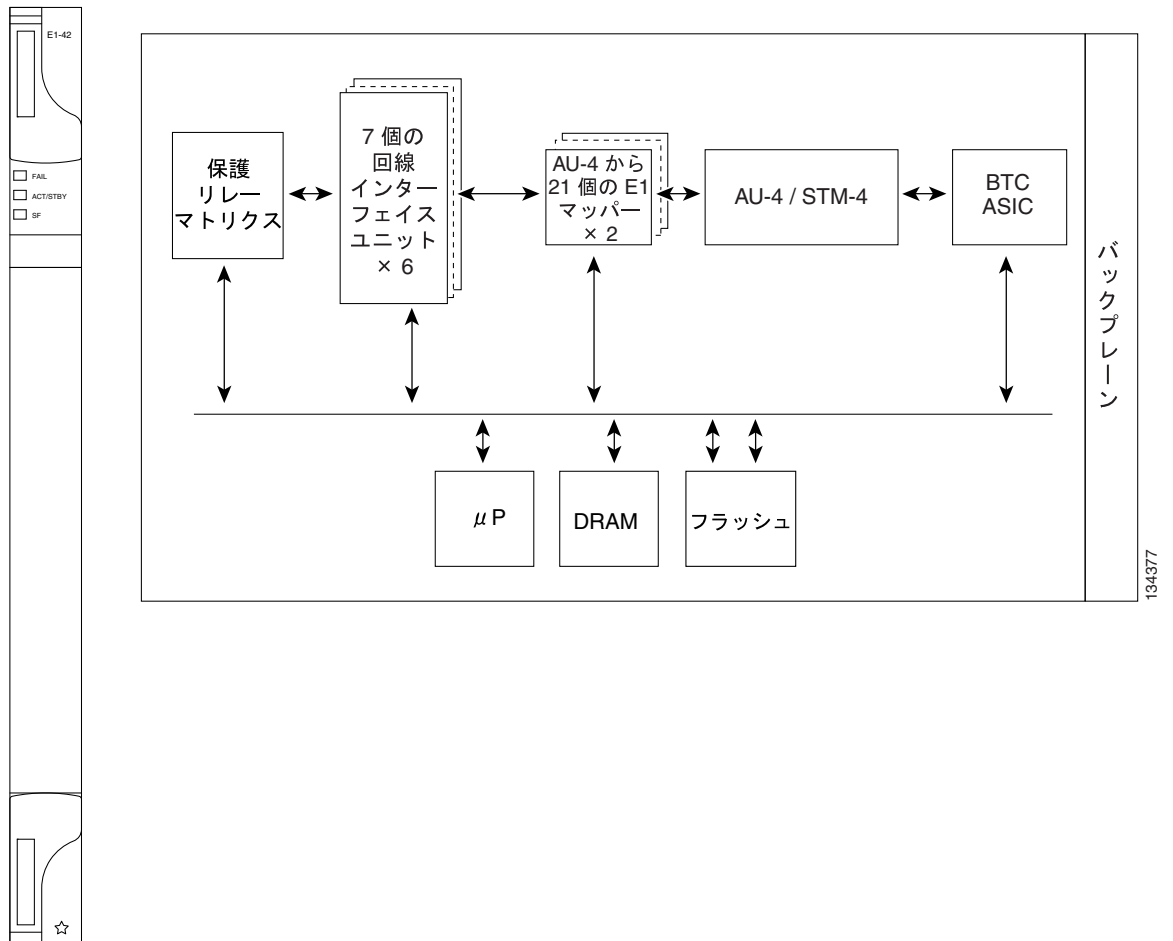 E1-42
FAIL
ACT/STBY
SF
保護
リレー
マトリクス
7 個の
回線
インター
フェイス
ユニット
× 6
AU-4 から
21 個の E1
マッパー
× 2
AU-4 / STM-4
BTC
ASIC
バックプレーン
μP
DRAM
フラッシュ
134377